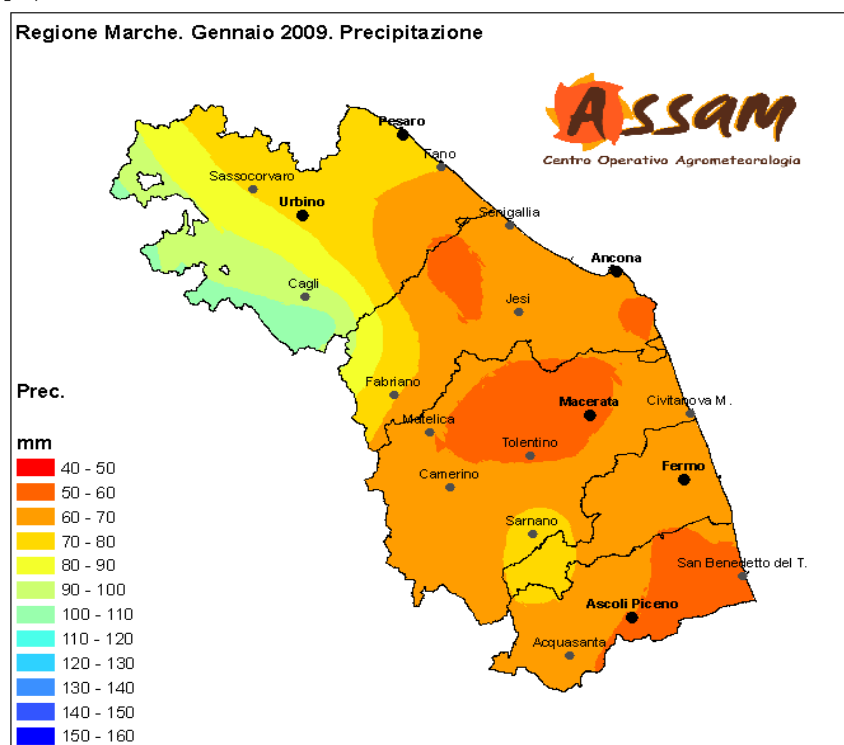 Regione Marche. Gennaio 2009. Precipitazione
Assam
Centro Operativo Agrometeorologia
Pesaro
Fano
Sassocorvaro
Urbino
Senigallia
Ancona
Cagli
Jesi
Fabriano
Macerata
Civitanova M.
Matelica
Tolentino
Camerino
Fermo
Sarnano
San Benedetto del T.
Ascoli Piceno
Acquasanta
Prec.
mm
40 - 50
50 - 60
60 - 70
70 - 80
80 - 90
90 - 100
100 - 110
110 - 120
120 - 130
130 - 140
140 - 150
150 - 160